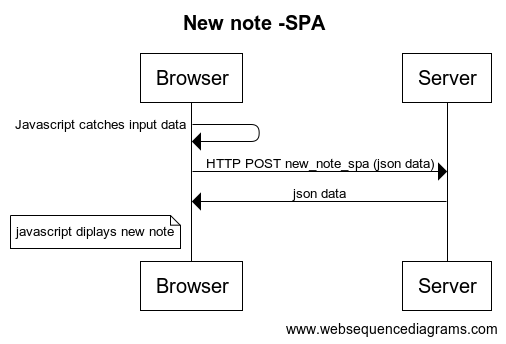 New note -SPA
Browser
Server
Javascript catches input data
HTTP POST new_note_spa (json data)
json data
javascript diplays new note
Browser
Server
www.websequencediagrams.com